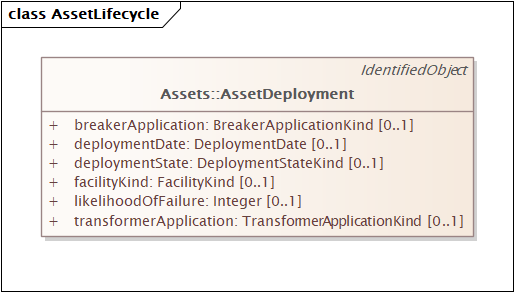 class AssetLifecycle
IdentifiedObject
Assets::AssetDeployment
+ breakerApplication: BreakerApplicationKind [0..1]
+ deploymentDate: DeploymentDate [0..1]
+ deploymentState: DeploymentStateKind [0..1]
+ facilityKind: FacilityKind [0..1]
+ likelihoodOfFailure: Integer [0..1]
+ transformerApplication: TransformerApplicationKind [0..1]